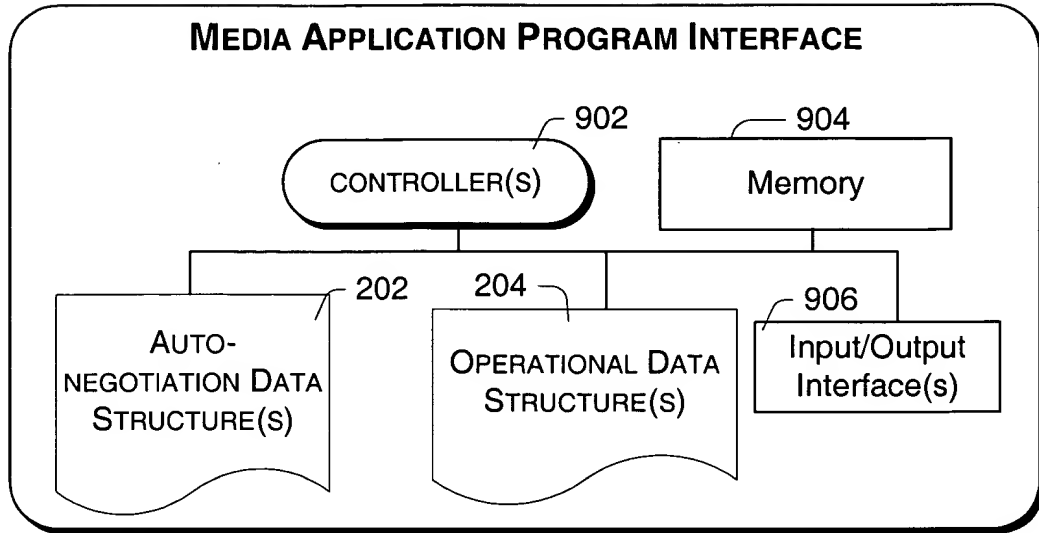 MEDIA APPLICATION PROGRAM INTERFACE
902
904
CONTROLLER(S)
Memory
202
204
906
AUTO-
NEGOTIATION DATA
STRUCTURE(S)
OPERATIONAL DATA
STRUCTURE(S)
Input/Output
Interface(s)